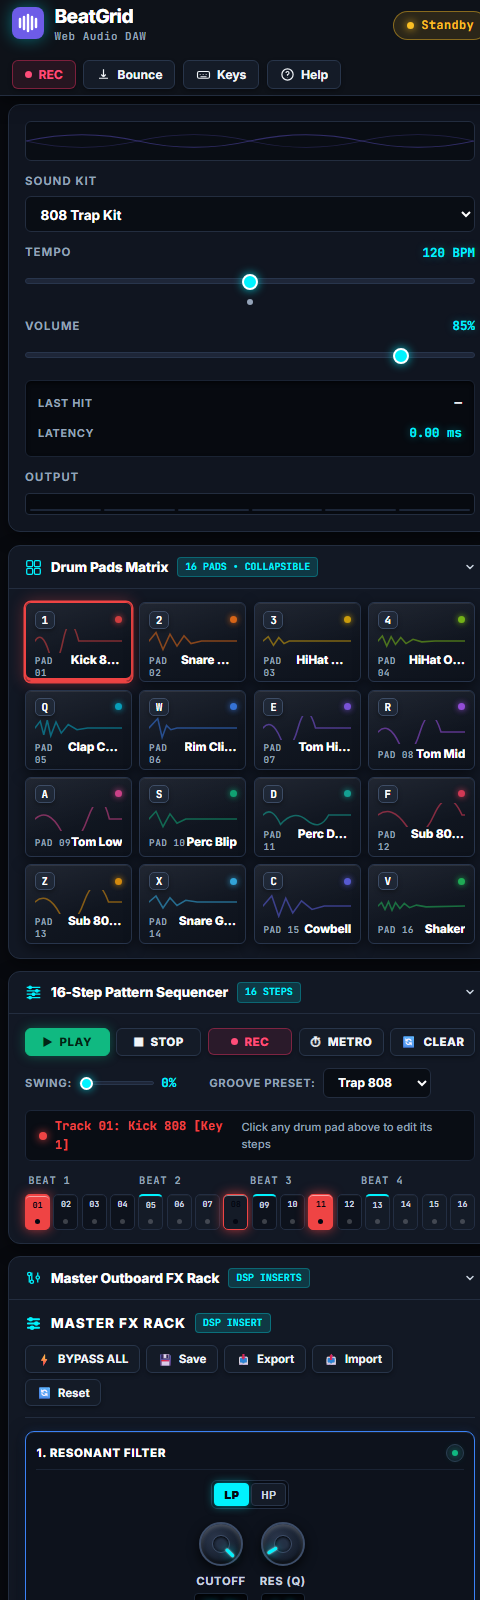 BeatGrid
Web Audio DAW
Standby
REC
Bounce
Keys
Help
SOUND KIT
808 Trap Kit
TEMPO
120 BPM
VOLUME
85%
LAST HIT
—
LATENCY
0.00 ms
OUTPUT
Drum Pads Matrix
16 PADS • COLLAPSIBLE
1
PAD 01
Kick 8...
2
PAD 02
Snare ...
3
PAD 03
HiHat ...
4
PAD 04
HiHat O...
Q
PAD 05
Clap C...
W
PAD 06
Rim Cli...
E
PAD 07
Tom Hi...
R
PAD 08
Tom Mid
A
PAD 09
Tom Low
S
PAD 10
Perc Blip
D
PAD 11
Perc D...
F
PAD 12
Sub 80...
Z
PAD 13
Sub 80...
X
PAD 14
Snare G...
C
PAD 15
Cowbell
V
PAD 16
Shaker
16-Step Pattern Sequencer
16 STEPS
PLAY
STOP
REC
METRO
CLEAR
SWING:
0%
GROOVE PRESET:
Trap 808
Track 01: Kick 808 [Key
1]
Click any drum pad above to edit its
steps
BEAT 1
BEAT 2
BEAT 3
BEAT 4
01
02
03
04
05
06
07
08
09
10
11
12
13
14
15
16
Master Outboard FX Rack
DSP INSERTS
MASTER FX RACK
DSP INSERT
BYPASS ALL
Save
Export
Import
Reset
1. RESONANT FILTER
LP
HP
CUTOFF
RES (Q)